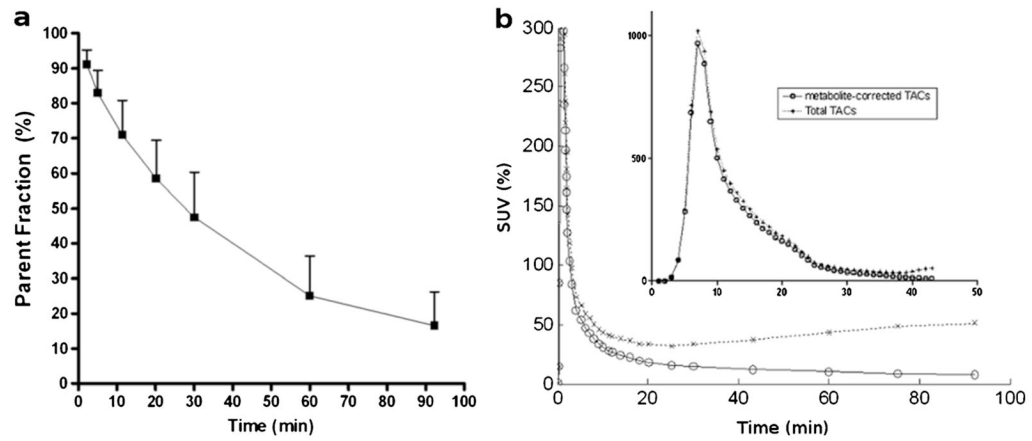 a
Parent Fraction (%)
100
90
80
70
60
50
40
30
20
10
0
0 10 20 30 40 50 60 70 80 90 100
Time (min)
b
SUV (%)
300
250
200
150
100
50
0
0 20 40 60 80 100
Time (min)
1000
500
0
0 10 20 30 40 50
metabolite-corrected TACs
Total TACs